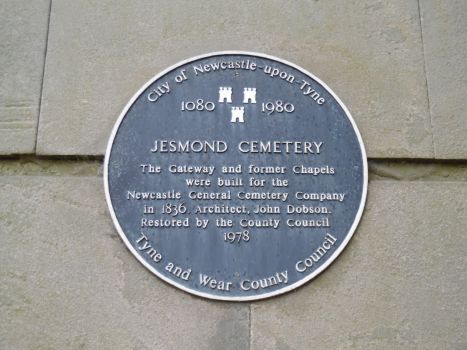 City of Newcastle-upon-Tyne
1080 1980
JESMOND CEMETERY
The Gateway and former Chapels
were built for the
Newcastle General Cemetery Company
in 1836. Architect, John Dobson.
Restored by the County Council
1978
Tyne and Wear County Council